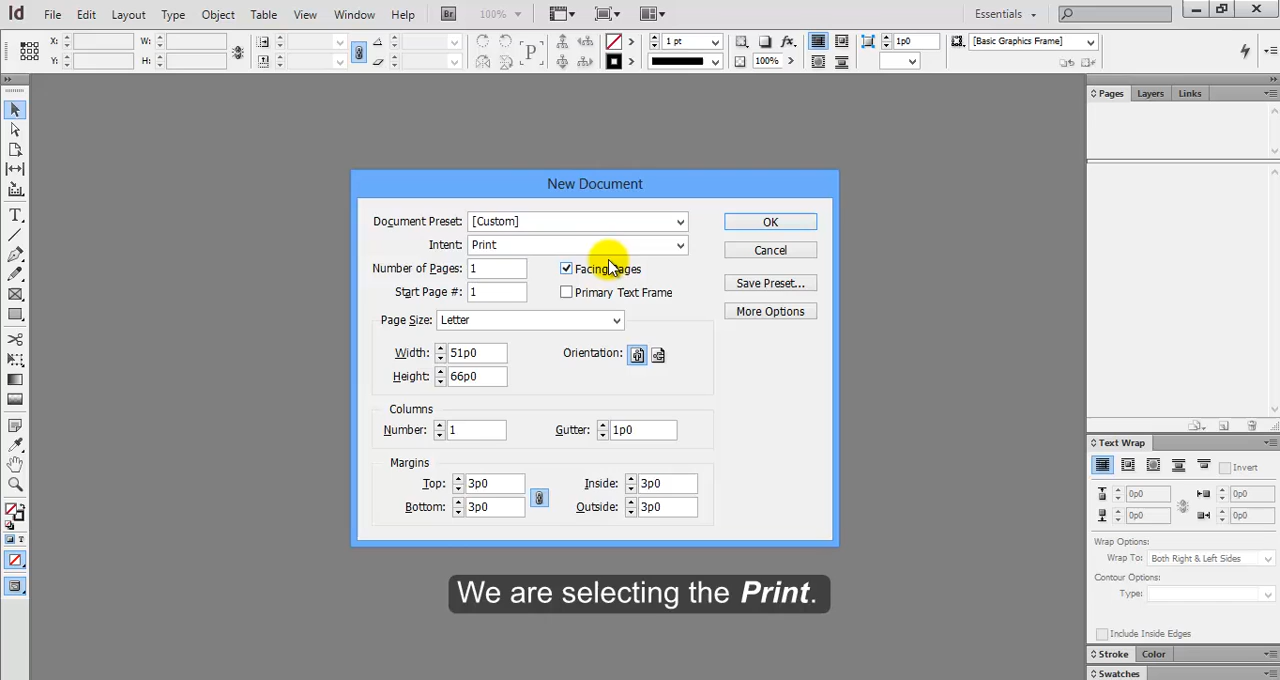 Id File Edit Layout Type Object Table View Window Help Br 100% Essentials
X: W: 1 pt 1p0 [Basic Graphics Frame]
Y: H: P 100%
Pages Layers Links
New Document
Document Preset: [Custom] OK
Intent: Print Cancel
Number of Pages: 1 Facing Pages
Start Page #: 1 Primary Text Frame Save Preset...
More Options
Page Size: Letter
Width: 51p0 Orientation:
Height: 66p0
Columns
Number: 1 Gutter: 1p0
Margins
Top: 3p0 Inside: 3p0
Bottom: 3p0 Outside: 3p0
Text Wrap
Invert
0p0 0p0
0p0 0p0
Wrap Options:
Wrap To: Both Right & Left Sides
Contour Options:
Type:
Include Inside Edges
Stroke Color
Swatches
We are selecting the Print.